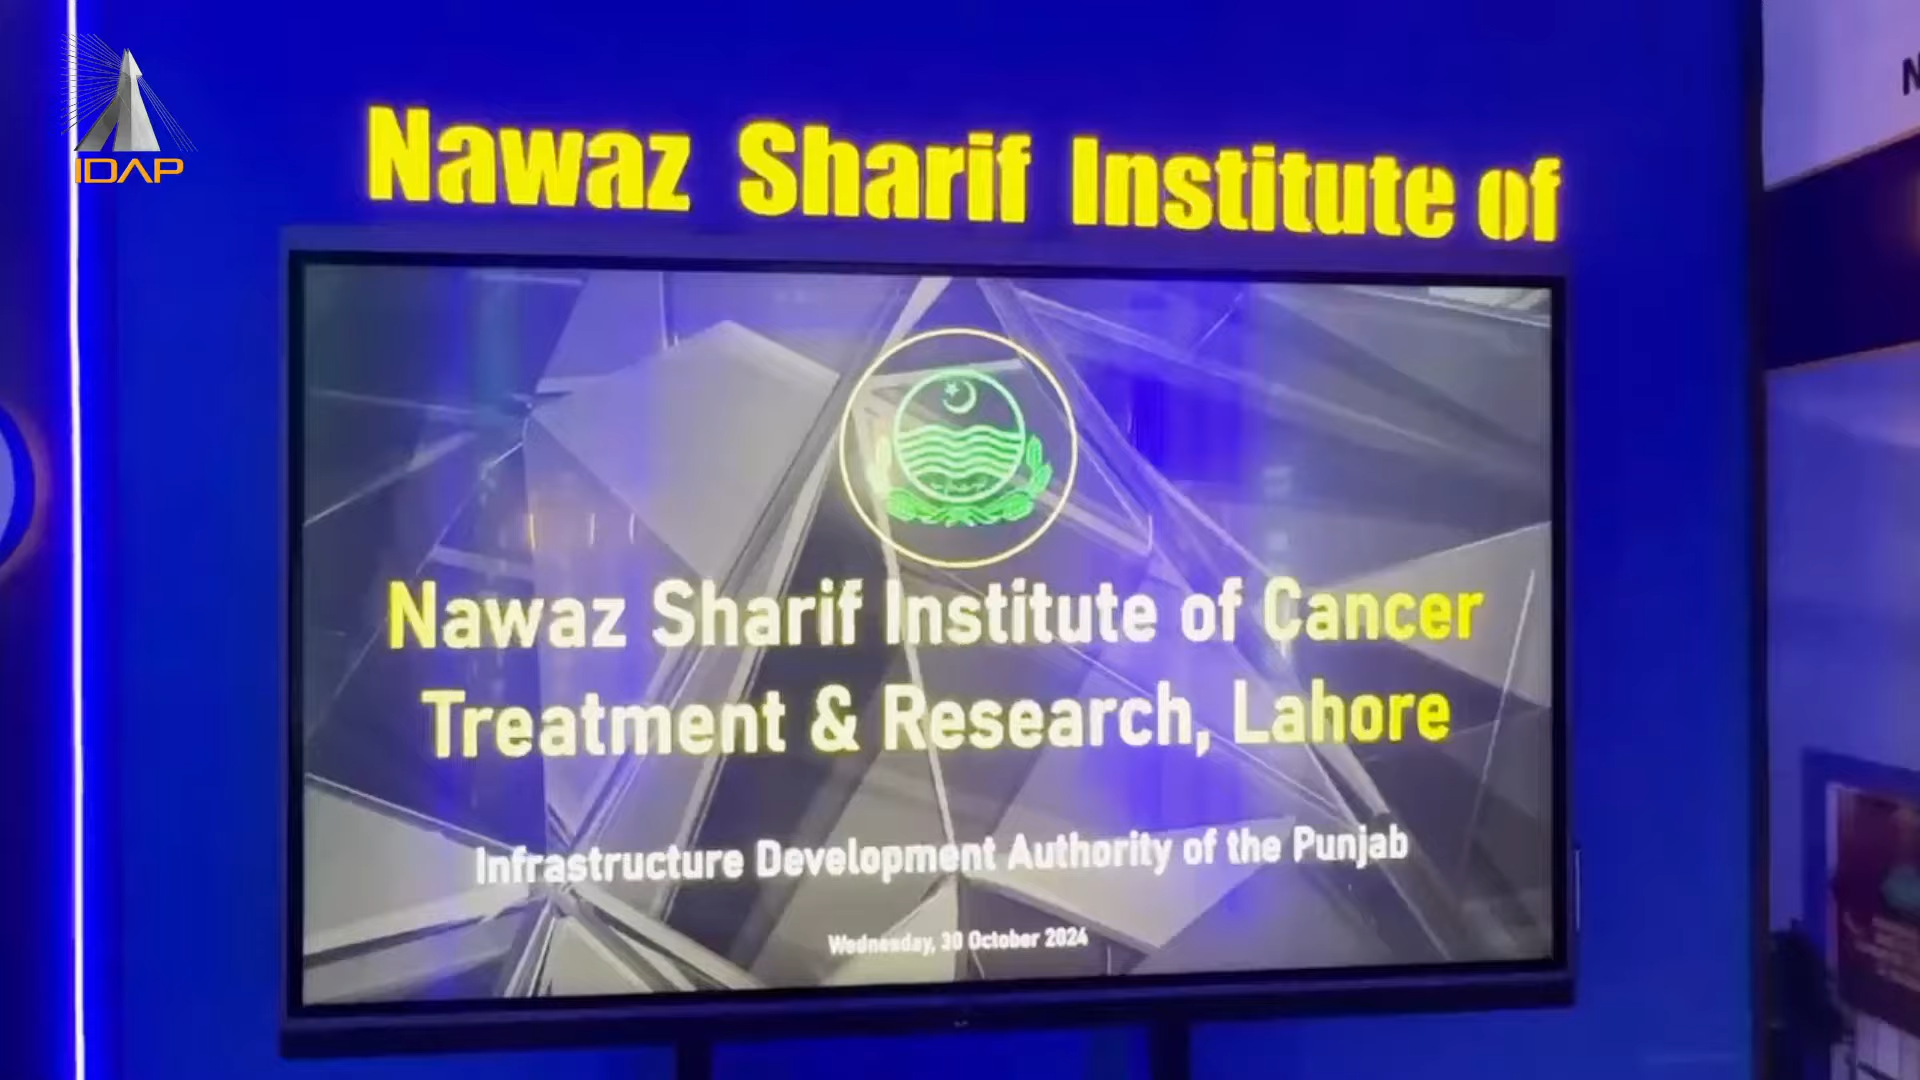 IDAP
Nawaz Sharif Institute of
Nawaz Sharif Institute of Cancer
Treatment & Research, Lahore
Infrastructure Development Authority of the Punjab
Wednesday, 30 October 2024